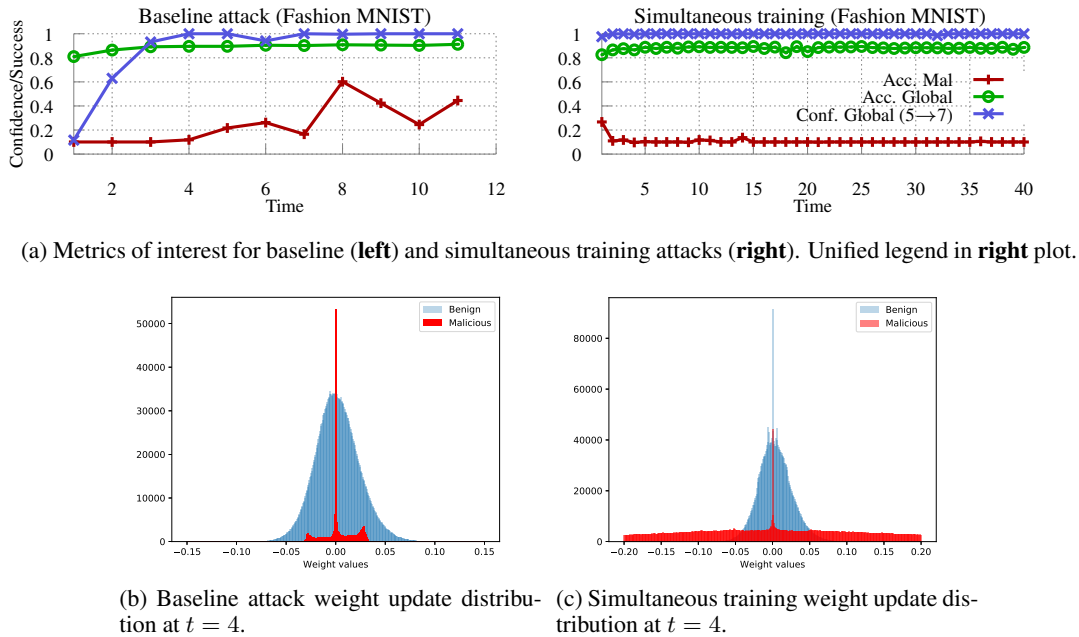 Baseline attack (Fashion MNIST)
Confidence/Success
1
0.8
0.6
0.4
0.2
0
2 4 6 8 10 12
Time
Simultaneous training (Fashion MNIST)
1
0.8
0.6
0.4
0.2
0
Acc. Mal
Acc. Global
Conf. Global (5→7)
5 10 15 20 25 30 35 40
Time
(a) Metrics of interest for baseline (left) and simultaneous training attacks (right). Unified legend in right plot.
50000
40000
30000
20000
10000
0
Benign
Malicious
−0.15 −0.10 −0.05 0.00 0.05 0.10 0.15
Weight values
80000
60000
40000
20000
0
Benign
Malicious
−0.20 −0.15 −0.10 −0.05 0.00 0.05 0.10 0.15 0.20
Weight values
(b) Baseline attack weight update distribu-
tion at t = 4.
(c) Simultaneous training weight update dis-
tribution at t = 4.